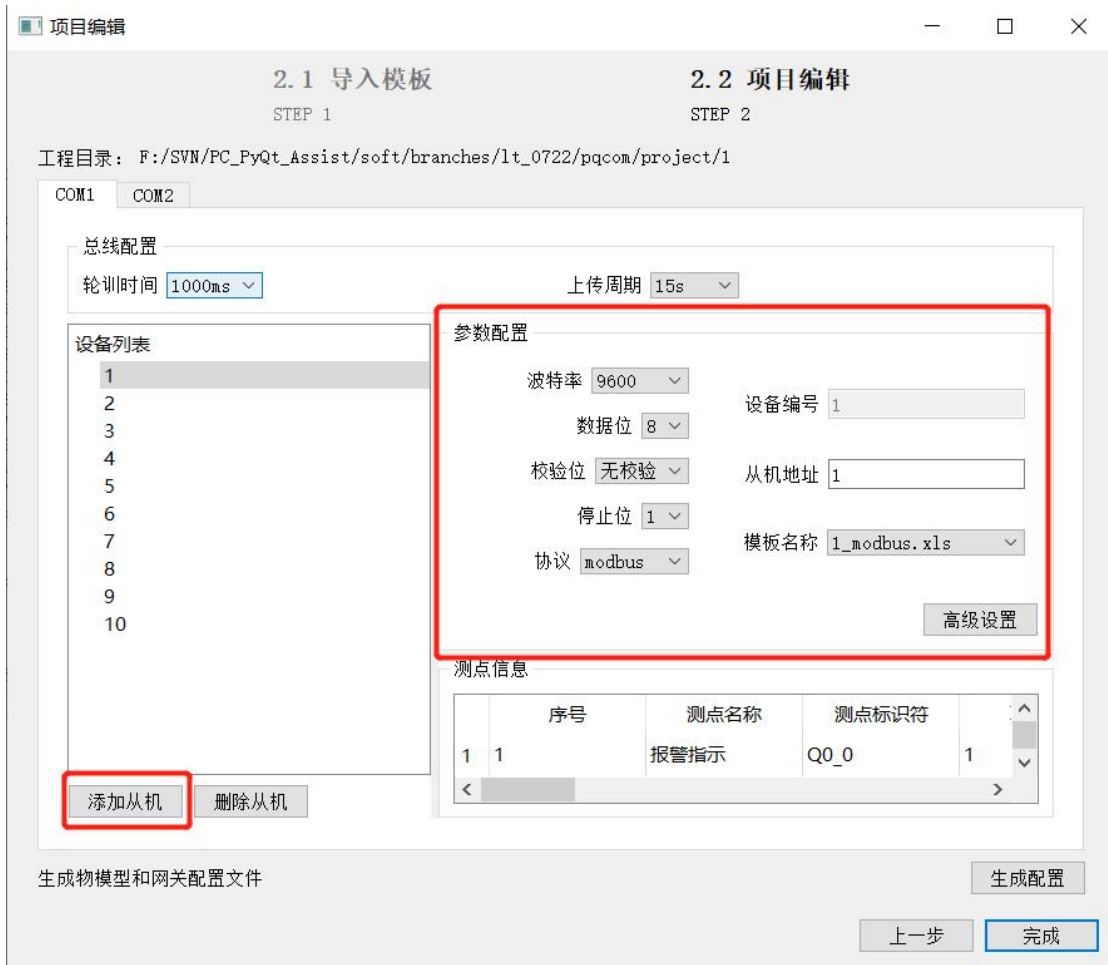 项目编辑
2.1 导入模板
STEP 1
2.2 项目编辑
STEP 2
工程目录： F:/SVN/PC_PyQt_Assist/soft/branches/lt_0722/pqcom/project/1
COM1 COM2
总线配置
轮训时间 1000ms 上传周期 15s
设备列表
1
2
3
4
5
6
7
8
9
10
添加从机 删除从机
参数配置
波特率 9600
数据位 8
校验位 无校验
停止位 1
协议 modbus
设备编号 1
从机地址 1
模板名称 1_modbus.xls
高级设置
测点信息
序号 测点名称 测点标识符
1 1 报警指示 Q0_0 1
生成物模型和网关配置文件 生成配置
上一步 完成